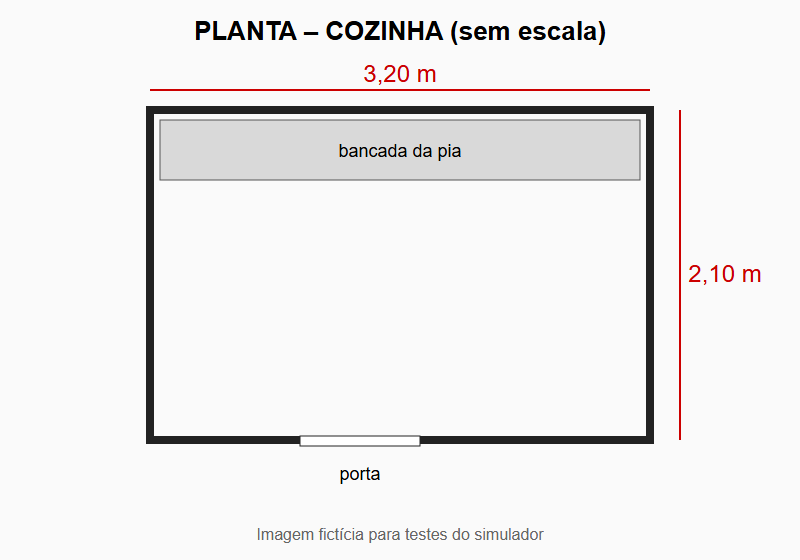 PLANTA – COZINHA (sem escala)
3,20 m
bancada da pia
2,10 m
porta
Imagem fictícia para testes do simulador